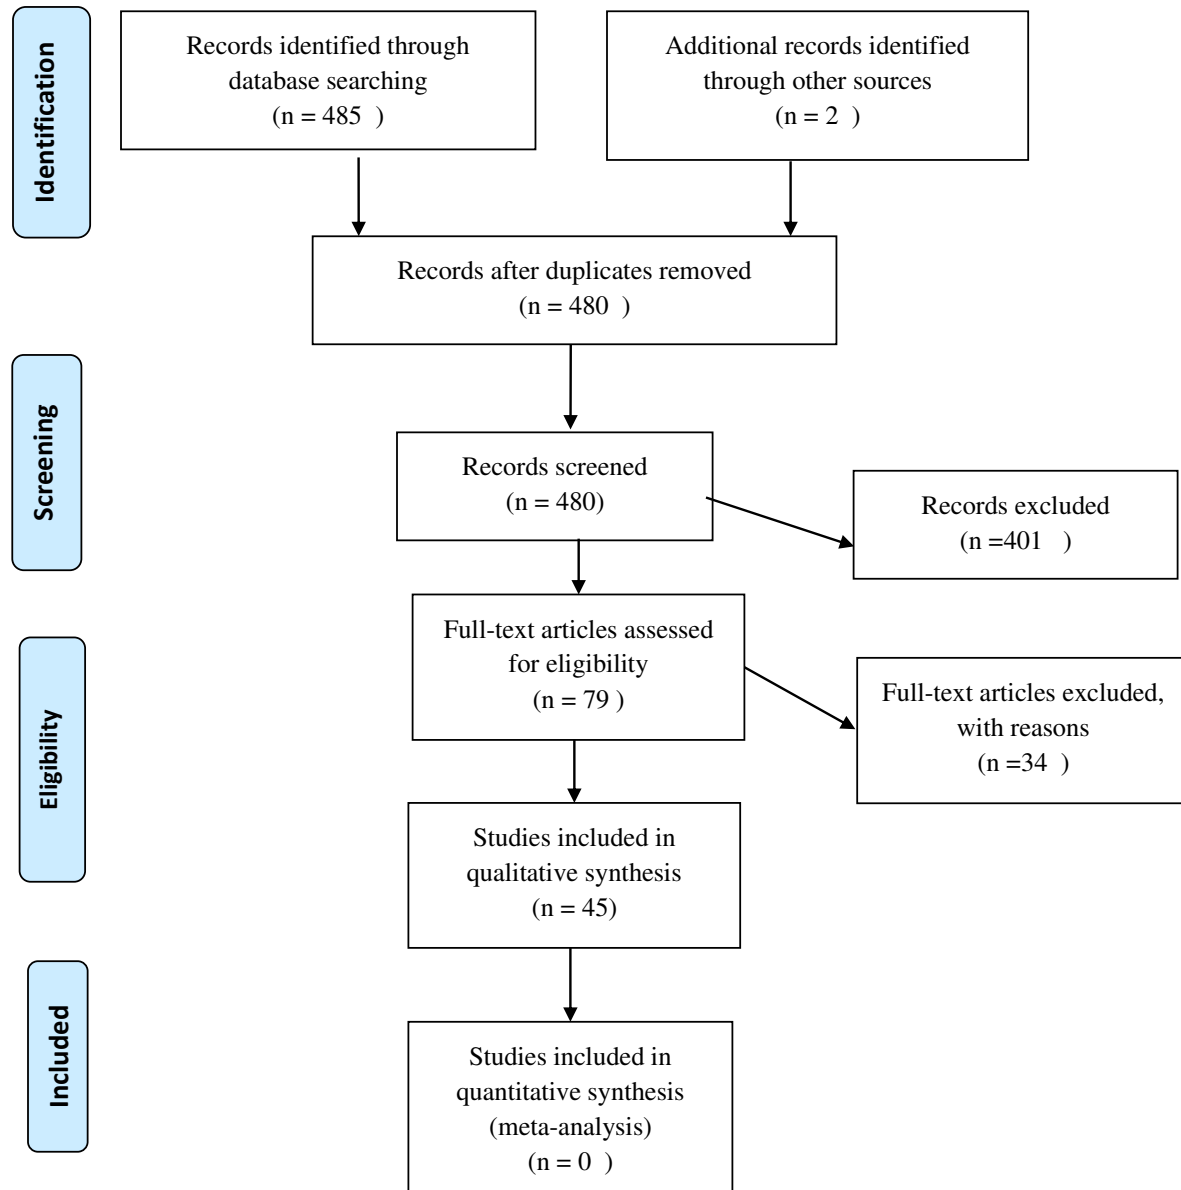 Identification
Records identified through
database searching
(n = 485  )
Additional records identified
through other sources
(n = 2  )
Records after duplicates removed
(n = 480  )
Screening
Records screened
(n = 480)
Records excluded
(n =401   )
Eligibility
Full-text articles assessed
for eligibility
(n = 79 )
Full-text articles excluded,
with reasons
(n =34  )
Studies included in
qualitative synthesis
(n = 45)
Included
Studies included in
quantitative synthesis
(meta-analysis)
(n = 0  )